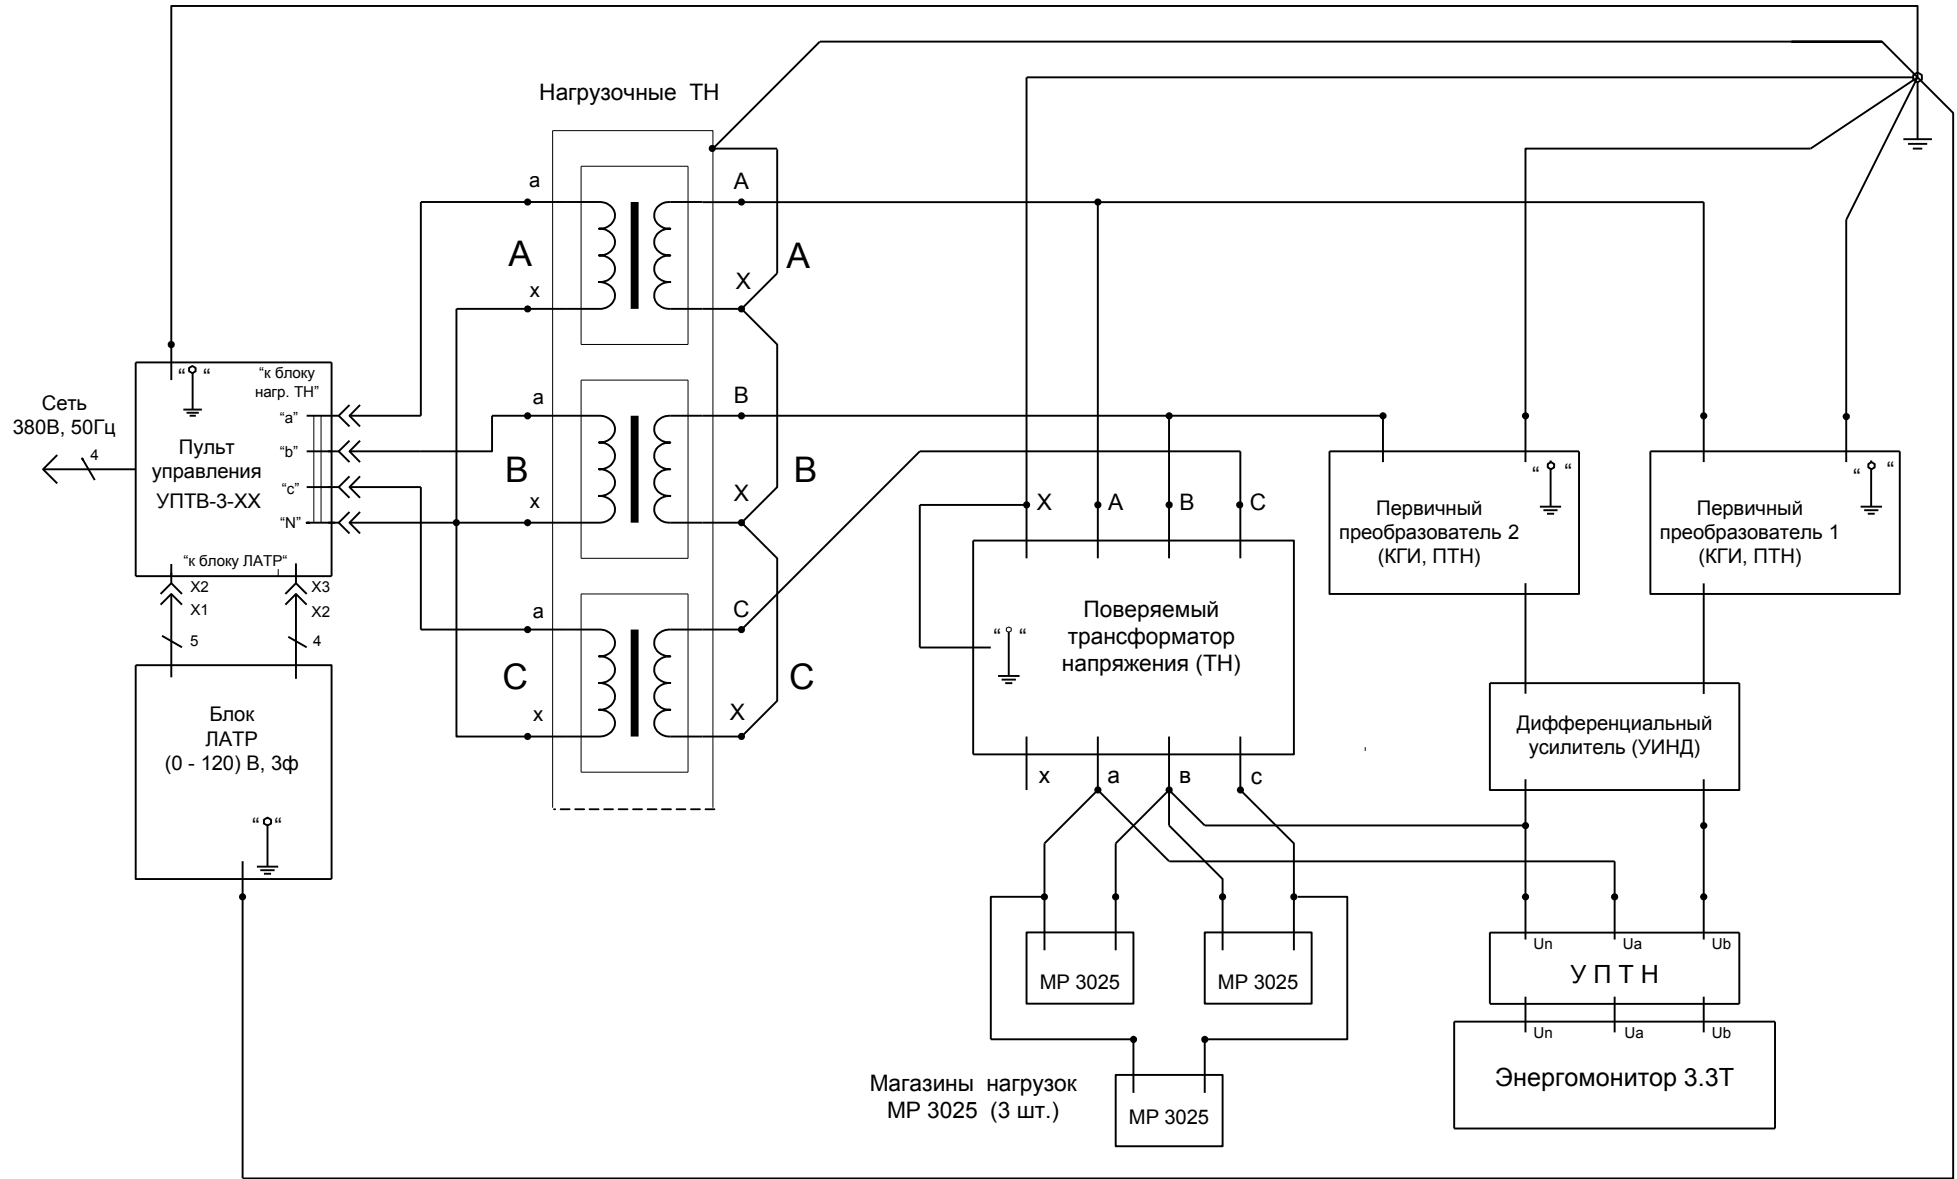 Нагрузочные ТН
a
A
A
A
x
X
“ “
“к блоку
нагр. ТН”
Сеть
380В, 50Гц
4
“a”
“b”
“c”
“N”
Пульт
управления
УПТВ-3-ХХ
“к блоку ЛАТР“
X2
X1
X3
X2
5
4
Блок
ЛАТР
(0 - 120) В, 3ф
“ “
a
B
B
B
x
X
a
C
C
C
x
X
X
A
B
C
“ “
Поверяемый
трансформатор
напряжения (ТН)
x
a
в
c
“ “
Первичный
преобразователь 2
(КГИ, ПТН)
“ “
Первичный
преобразователь 1
(КГИ, ПТН)
Дифференциальный
усилитель (УИНД)
Un
Ua
Ub
У П Т Н
Un
Ua
Ub
Энергомонитор 3.3Т
МР 3025
МР 3025
Магазины нагрузок
МР 3025 (3 шт.)
МР 3025